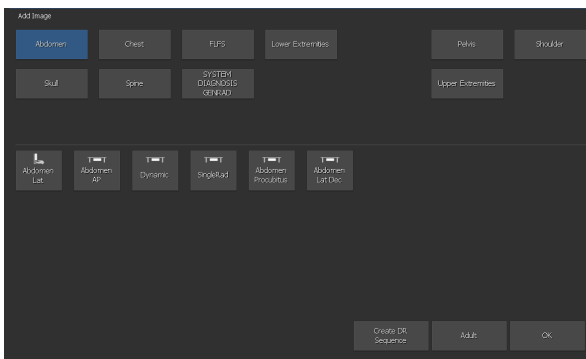 Add Image
Abdomen
Chest
FLFS
Lower Extremities
Pelvis
Shoulder
Skull
Spine
SYSTEM
DIAGNOSIS
GENRAD
Upper Extremities
Abdomen
Lat
Abdomen
AP
Dynamic
SingleRad
Abdomen
Procubitus
Abdomen
Lat Dec
Create DR
Sequence
Adult
OK